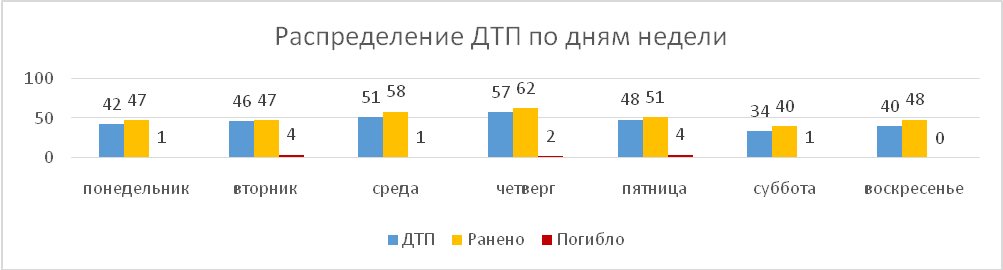 Распределение ДТП по дням недели
100
50
0
42 47 1
46 47 4
51 58 1
57 62 2
48 51 4
34 40 1
40 48 0
понедельник вторник среда четверг пятница суббота воскресенье
ДТП Ранено Погибло